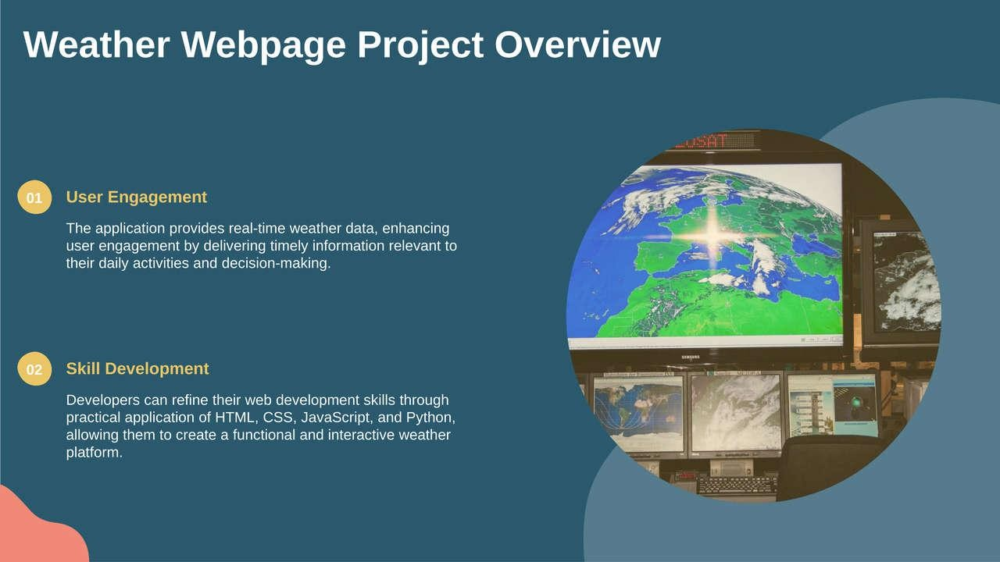 Weather Webpage Project Overview
01
User Engagement
The application provides real-time weather data, enhancing
user engagement by delivering timely information relevant to
their daily activities and decision-making.
02
Skill Development
Developers can refine their web development skills through
practical application of HTML, CSS, JavaScript, and Python,
allowing them to create a functional and interactive weather
platform.
SAMSUNG